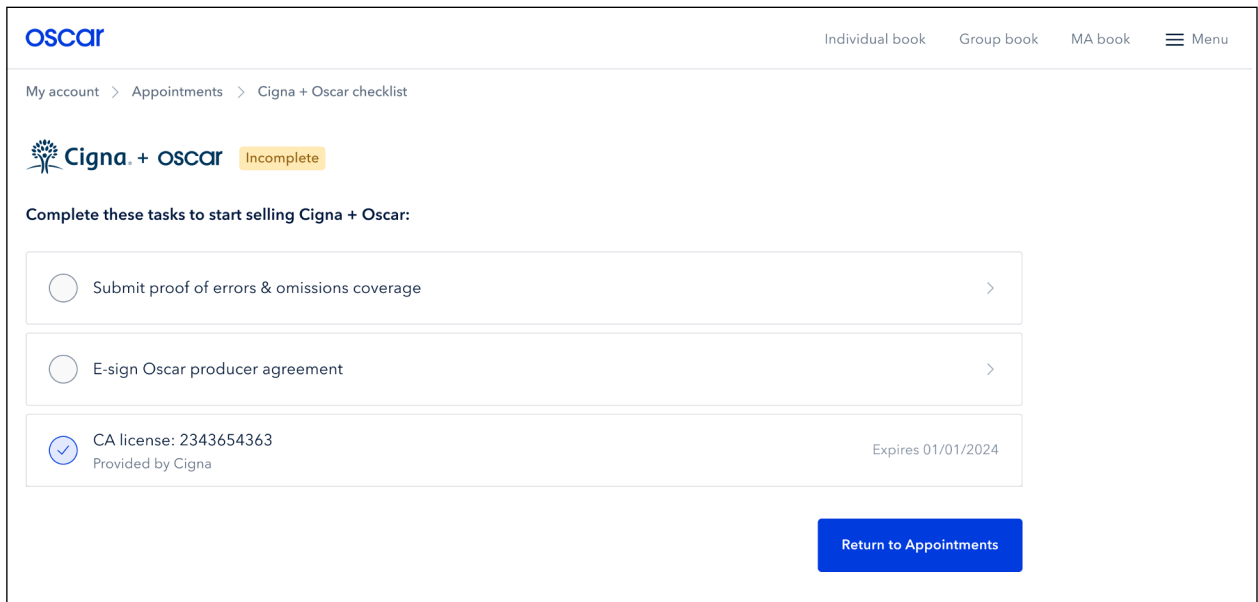 oscar
Individual book Group book MA book Menu
My account > Appointments > Cigna + Oscar checklist
Cigna. + oscar Incomplete
Complete these tasks to start selling Cigna + Oscar:
Submit proof of errors & omissions coverage
E-sign Oscar producer agreement
CA license: 2343654363
Provided by Cigna
Expires 01/01/2024
Return to Appointments